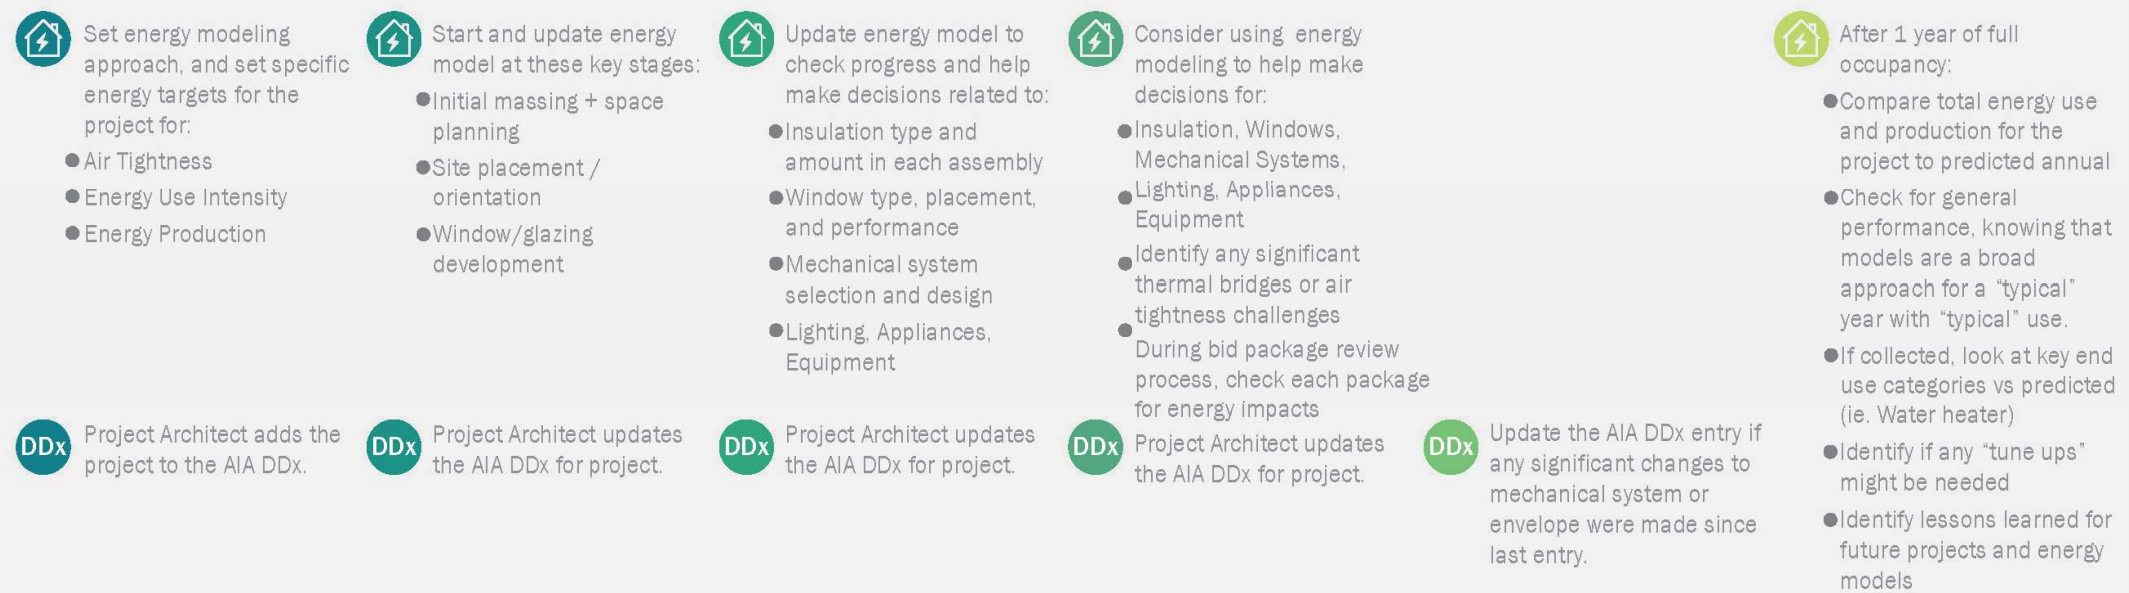 Set energy modeling
approach, and set specific
energy targets for the
project for:
Air Tightness
Energy Use Intensity
Energy Production
DDx
Project Architect adds the
project to the AIA DDx.
Start and update energy
model at these key stages:
Initial massing + space
planning
Site placement /
orientation
Window/glazing
development
DDx
Project Architect updates
the AIA DDx for project.
Update energy model to
check progress and help
make decisions related to:
Insulation type and
amount in each assembly
Window type, placement,
and performance
Mechanical system
selection and design
Lighting, Appliances,
Equipment
DDx
Project Architect updates
the AIA DDx for project.
Consider using energy
modeling to help make
decisions for:
Insulation, Windows,
Mechanical Systems,
Lighting, Appliances,
Equipment
Identify any significant
thermal bridges or air
tightness challenges
During bid package review
process, check each package
for energy impacts
DDx
Project Architect updates
the AIA DDx for project.
DDx
Update the AIA DDx entry if
any significant changes to
mechanical system or
envelope were made since
last entry.
After 1 year of full
occupancy:
Compare total energy use
and production for the
project to predicted annual
Check for general
performance, knowing that
models are a broad
approach for a “typical”
year with “typical” use.
If collected, look at key end
use categories vs predicted
(ie. Water heater)
Identify if any “tune ups”
might be needed
Identify lessons learned for
future projects and energy
models